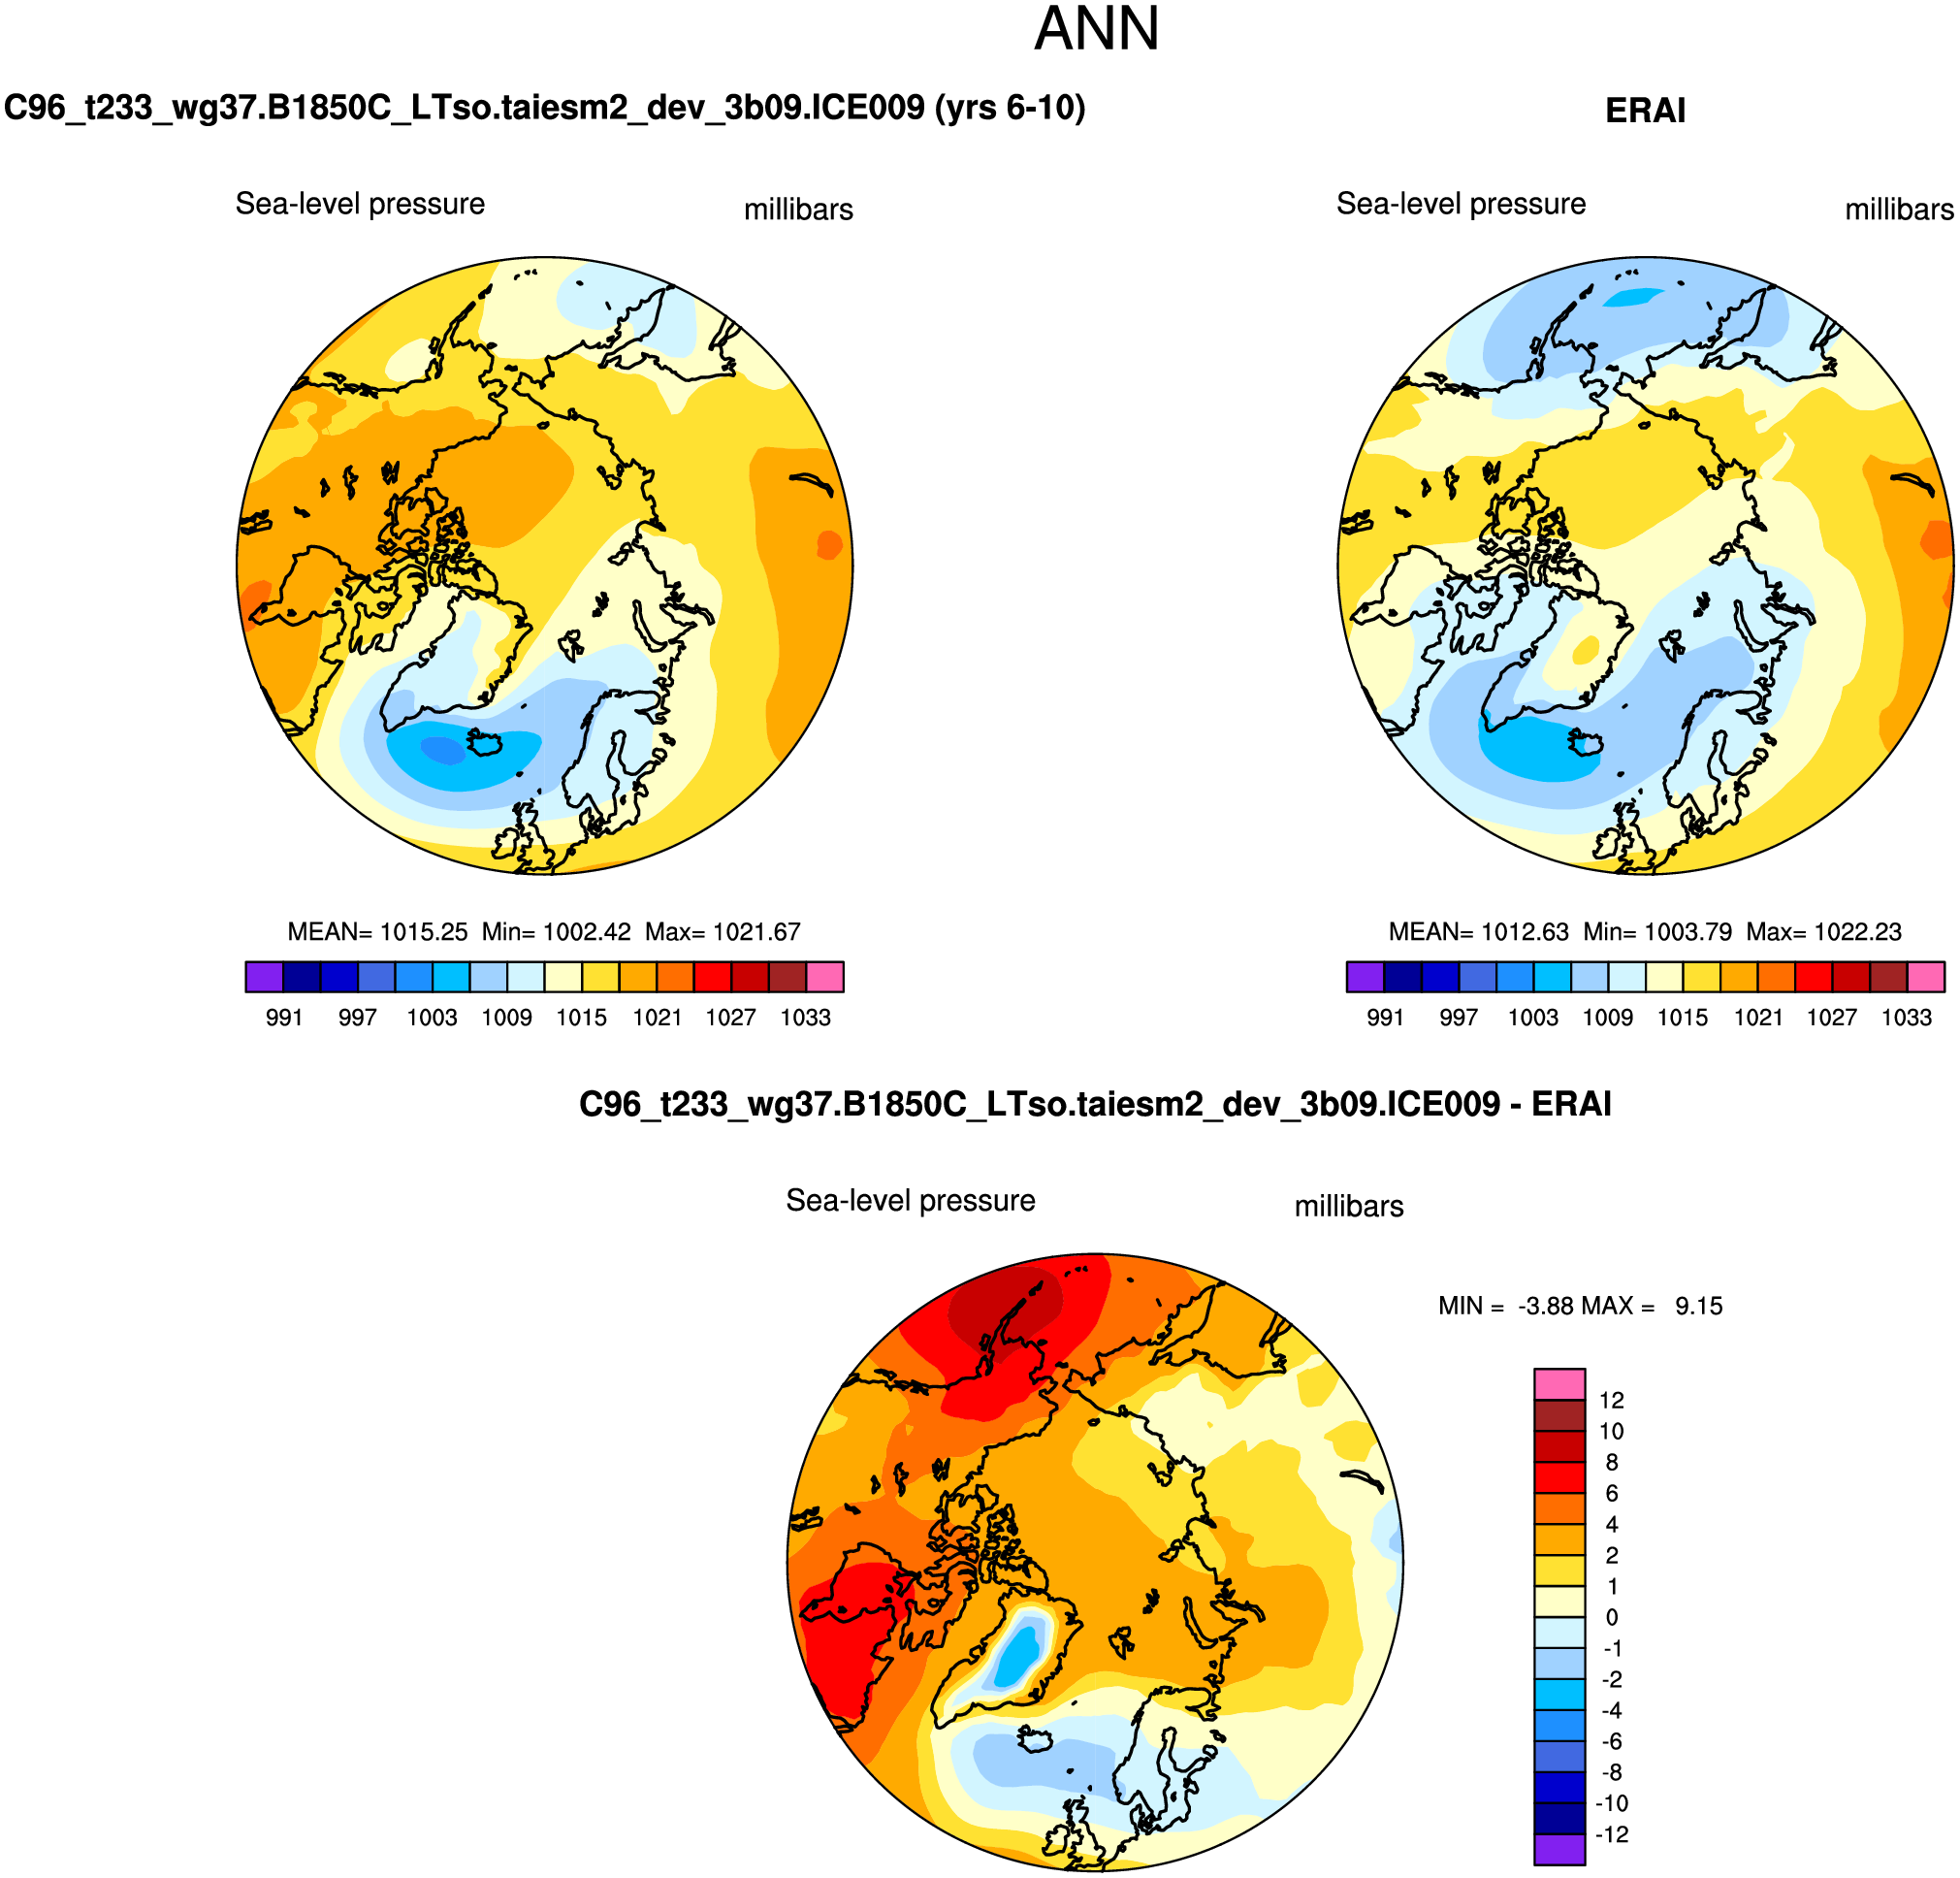 ANN
C96_t233_wg37.B1850C_LTso.taiesm2_dev_3b09.ICE009 (yrs 6-10)
ERAI
Sea-level pressure millibars
Sea-level pressure millibars
MEAN= 1015.25 Min= 1002.42 Max= 1021.67
991 997 1003 1009 1015 1021 1027 1033
MEAN= 1012.63 Min= 1003.79 Max= 1022.23
991 997 1003 1009 1015 1021 1027 1033
C96_t233_wg37.B1850C_LTso.taiesm2_dev_3b09.ICE009 - ERAI
Sea-level pressure millibars
MIN = -3.88 MAX = 9.15
12
10
8
6
4
2
1
0
-1
-2
-4
-6
-8
-10
-12